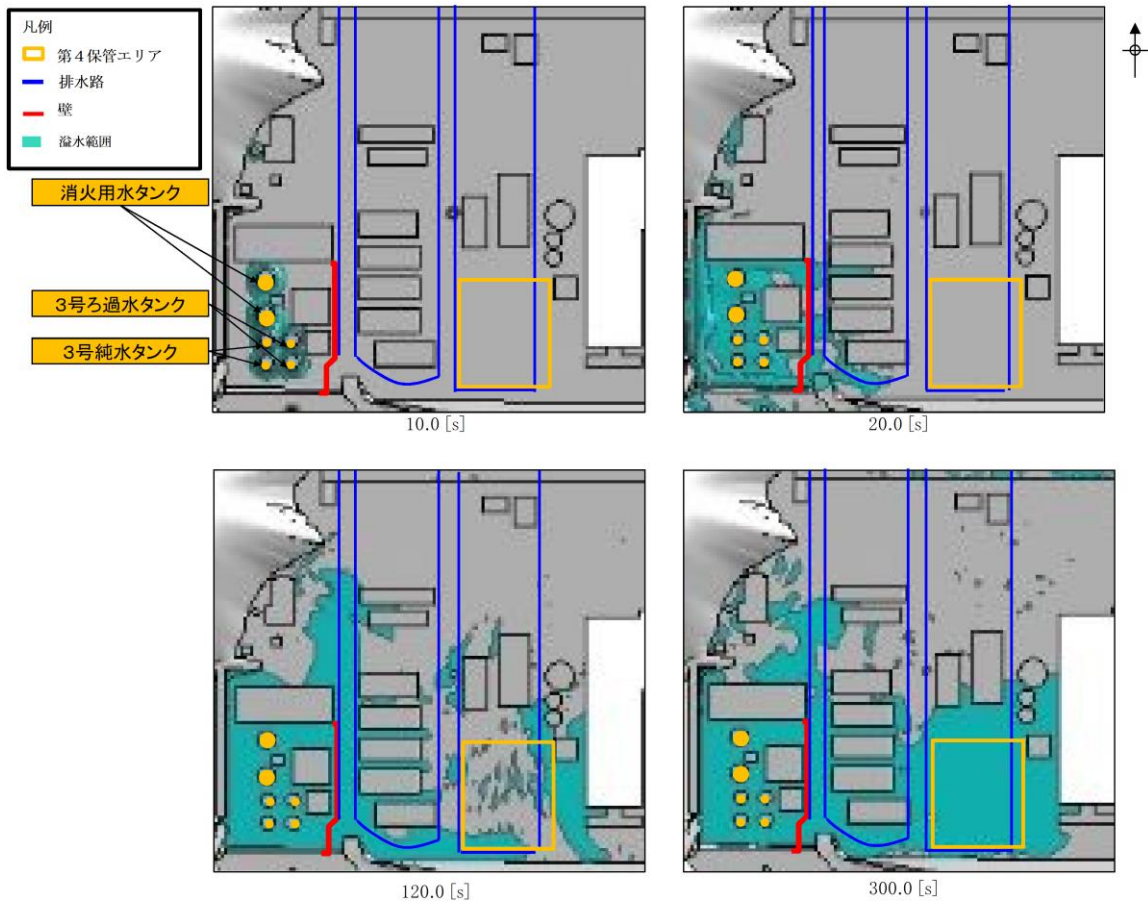 凡例
第4保管エリア
排水路
壁
溢水範囲
消火用水タンク
3号ろ過水タンク
3号純水タンク
10.0 [s]
20.0 [s]
120.0 [s]
300.0 [s]